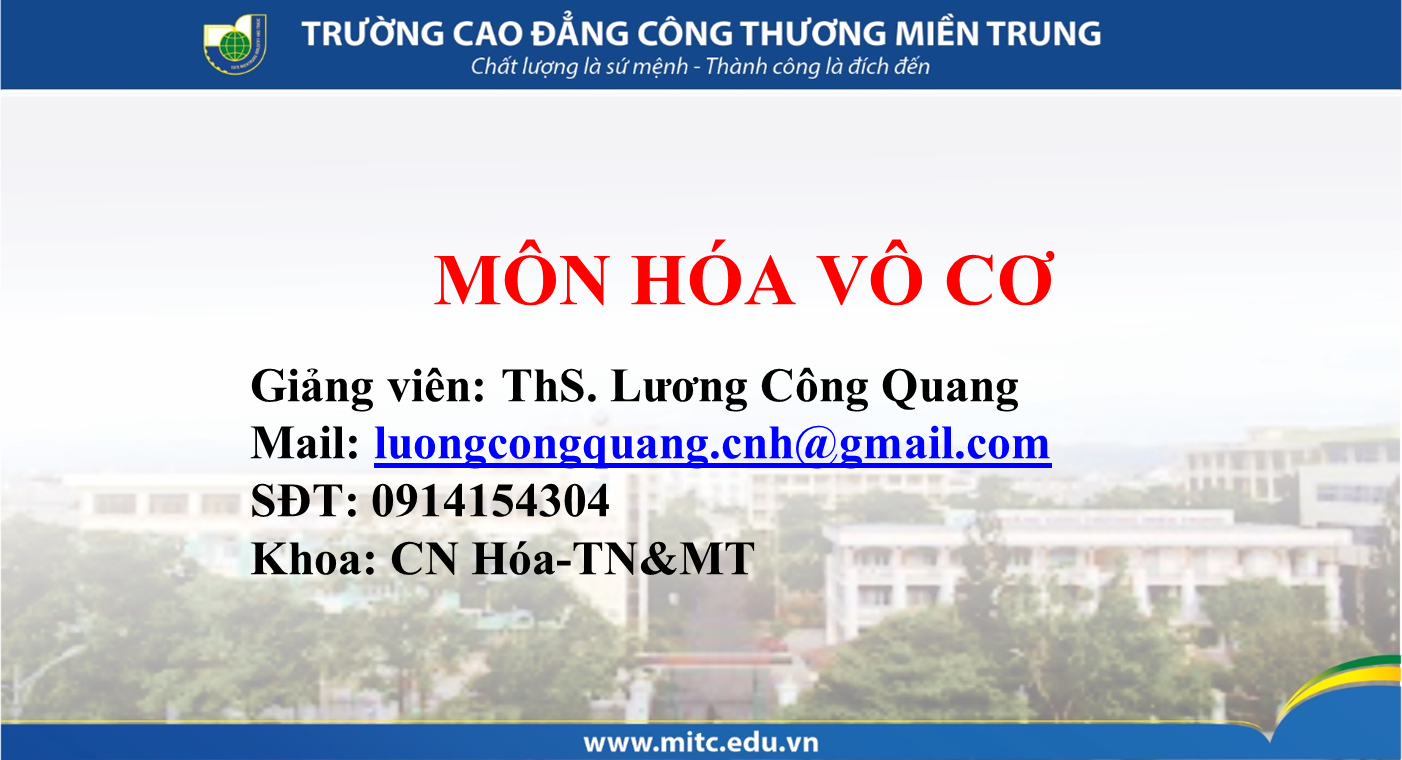 TRƯỜNG CAO ĐẲNG CÔNG THƯƠNG MIỀN TRUNG
Chất lượng là sứ mệnh - Thành công là đích đến
MÔN HÓA VÔ CƠ
Giảng viên: ThS. Lương Công Quang
Mail: luongcongquang.cnh@gmail.com
SĐT: 0914154304
Khoa: CN Hóa-TN&MT
www.mitc.edu.vn